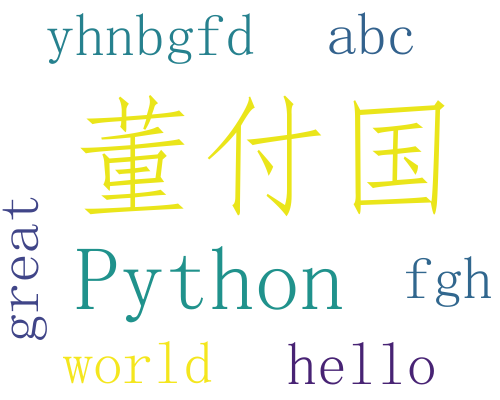 yhnbgfd abc
董付国
great
Python
fgh
world hello